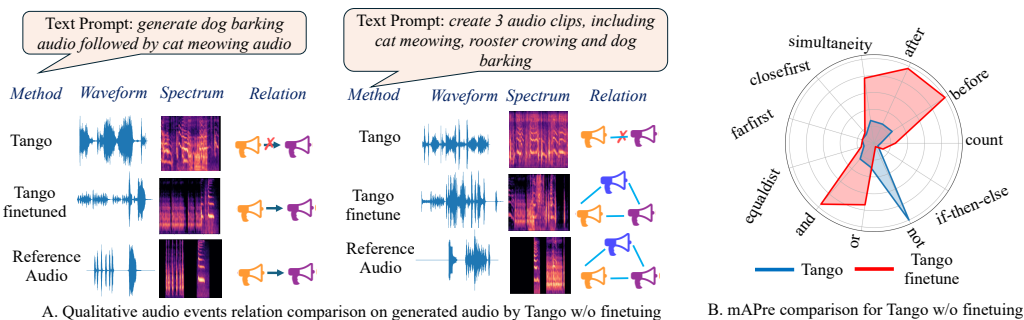 Text Prompt: generate dog barking
audio followed by cat meowing audio
Method Waveform Spectrum Relation
Tango
Tango
finetuned
Reference
Audio
Text Prompt: create 3 audio clips, including
cat meowing, rooster crowing and dog
barking
Method Waveform Spectrum Relation
Tango
Tango
finetune
Reference
Audio
A. Qualitative audio events relation comparison on generated audio by Tango w/o finetuing
simultaneity
after
closefirst
before
farfirst
count
equaldist
if-then-else
and
or
not
Tango
Tango
finetune
B. mAPre comparison for Tango w/o finetuing